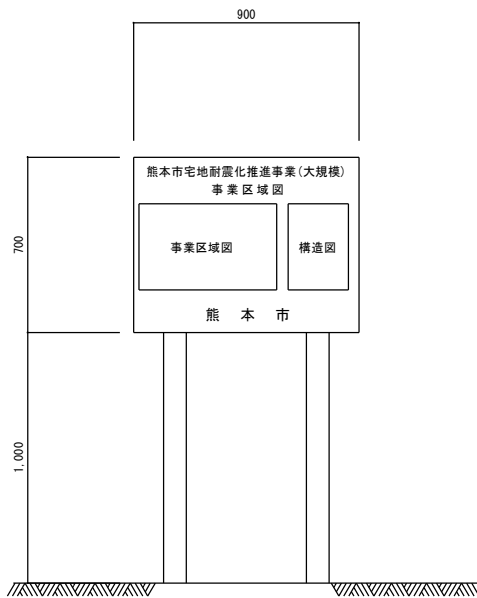 900
熊本市宅地耐震化推進事業(大規模)
事業区域図
700
事業区域図
構造図
熊本市
1,000